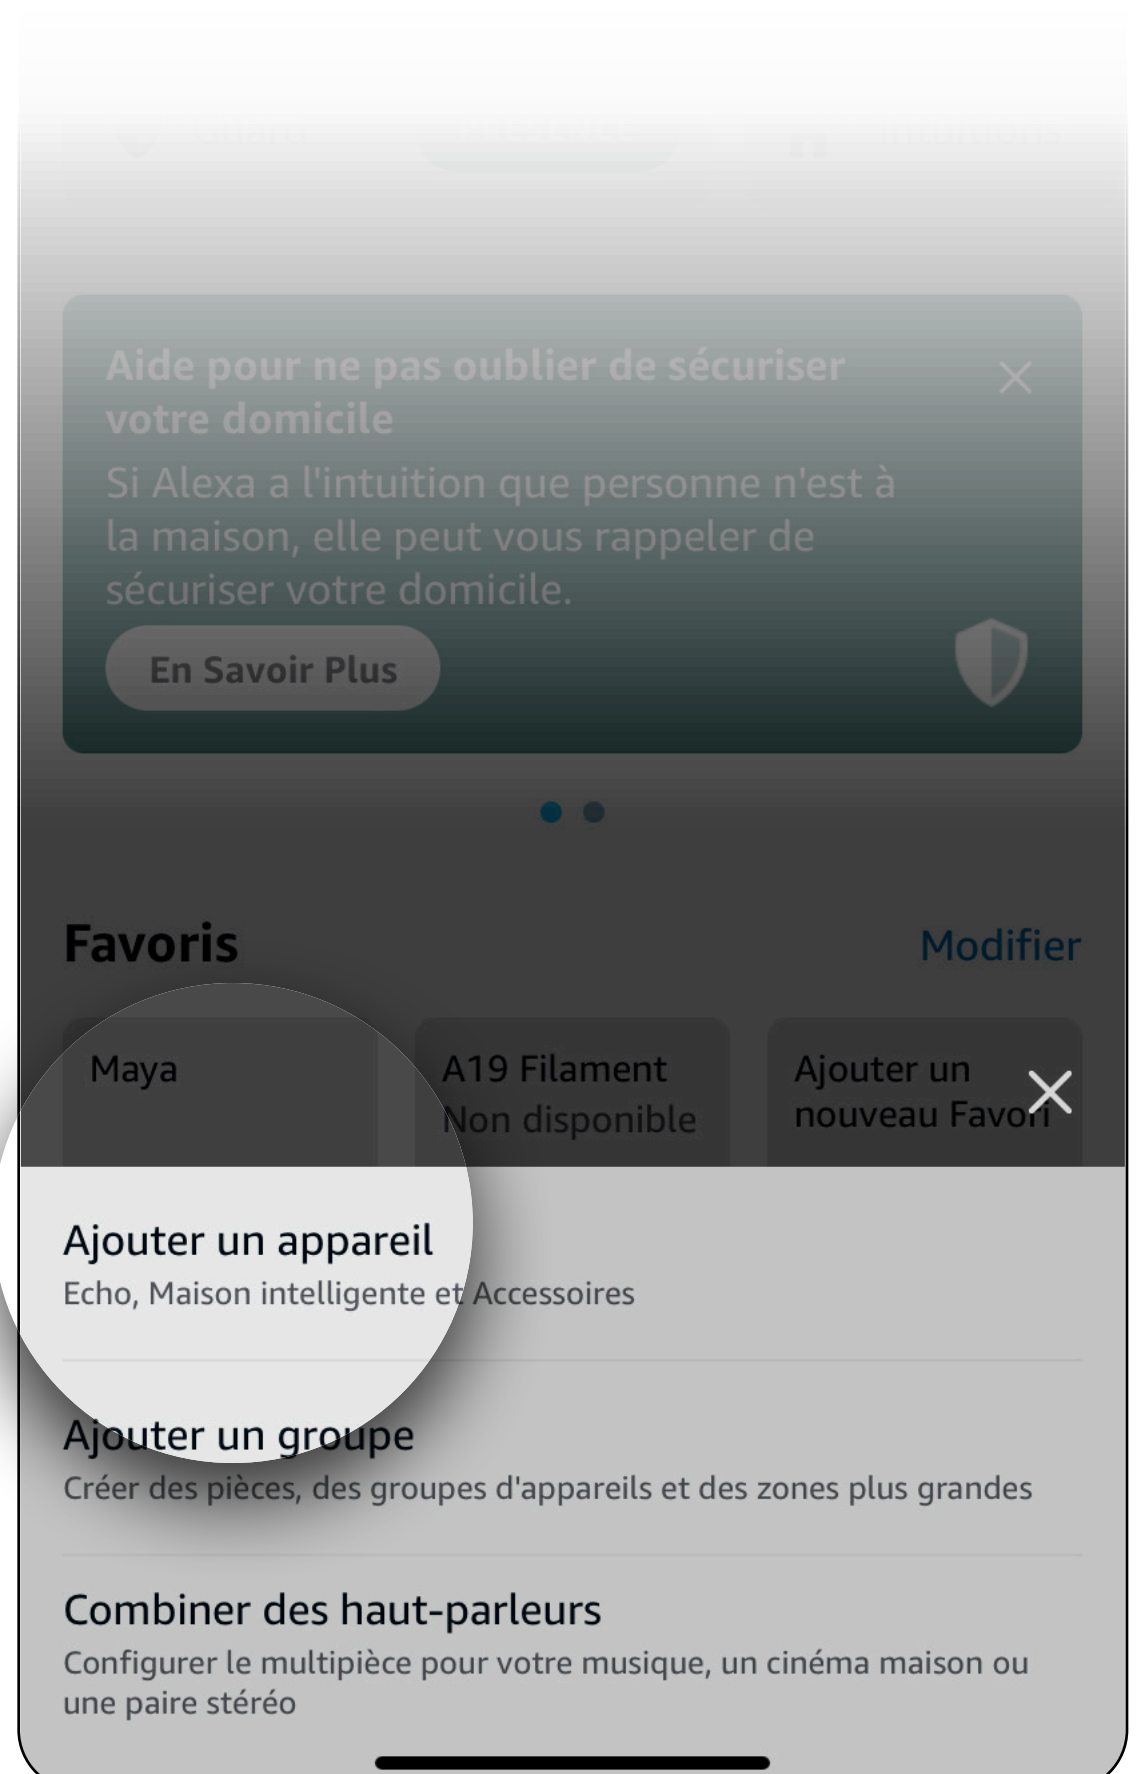 Aide pour ne pas oublier de sécuriser
votre domicile
Si Alexa a l'intuition que personne n'est à
la maison, elle peut vous rappeler de
sécuriser votre domicile.
En Savoir Plus
Favoris
Modifier
Maya
A19 Filament
Non disponible
Ajouter un
nouveau Favori
Ajouter un appareil
Echo, Maison intelligente et Accessoires
Ajouter un groupe
Créer des pièces, des groupes d'appareils et des zones plus grandes
Combiner des haut-parleurs
Configurer le multipièce pour votre musique, un cinéma maison ou
une paire stéréo